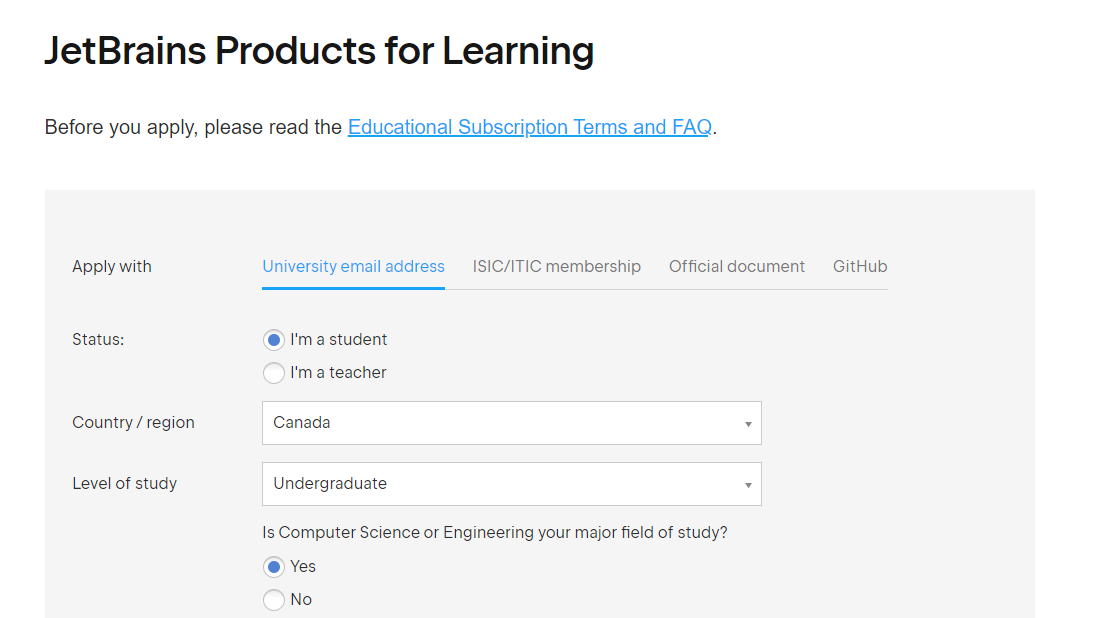 JetBrains Products for Learning
Before you apply, please read the Educational Subscription Terms and FAQ.
Apply with University email address ISIC/ITIC membership Official document GitHub
Status: I'm a student
I'm a teacher
Country / region Canada
Level of study Undergraduate
Is Computer Science or Engineering your major field of study?
Yes
No